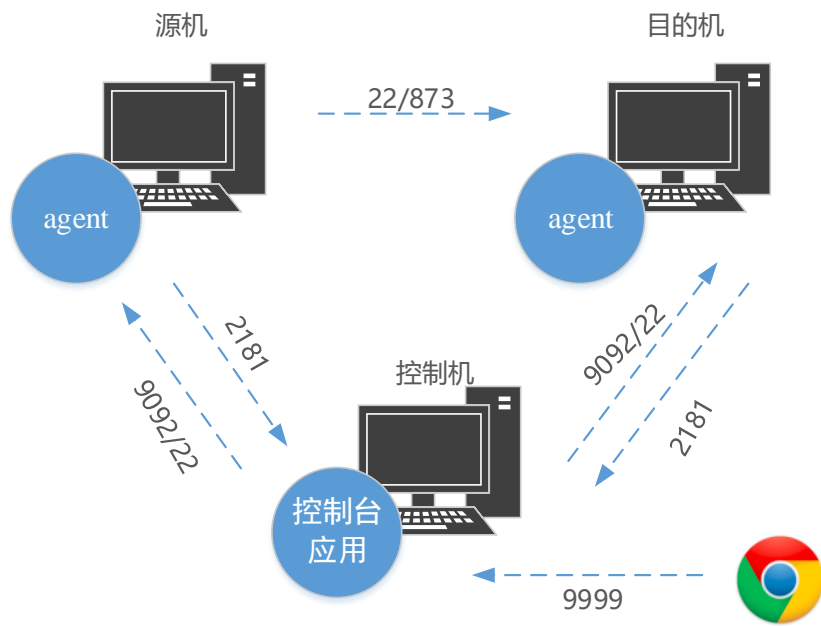 源机
目的机
22/873
agent
agent
2181
9092/22
控制机
9092/22
2181
控制台
应用
9999